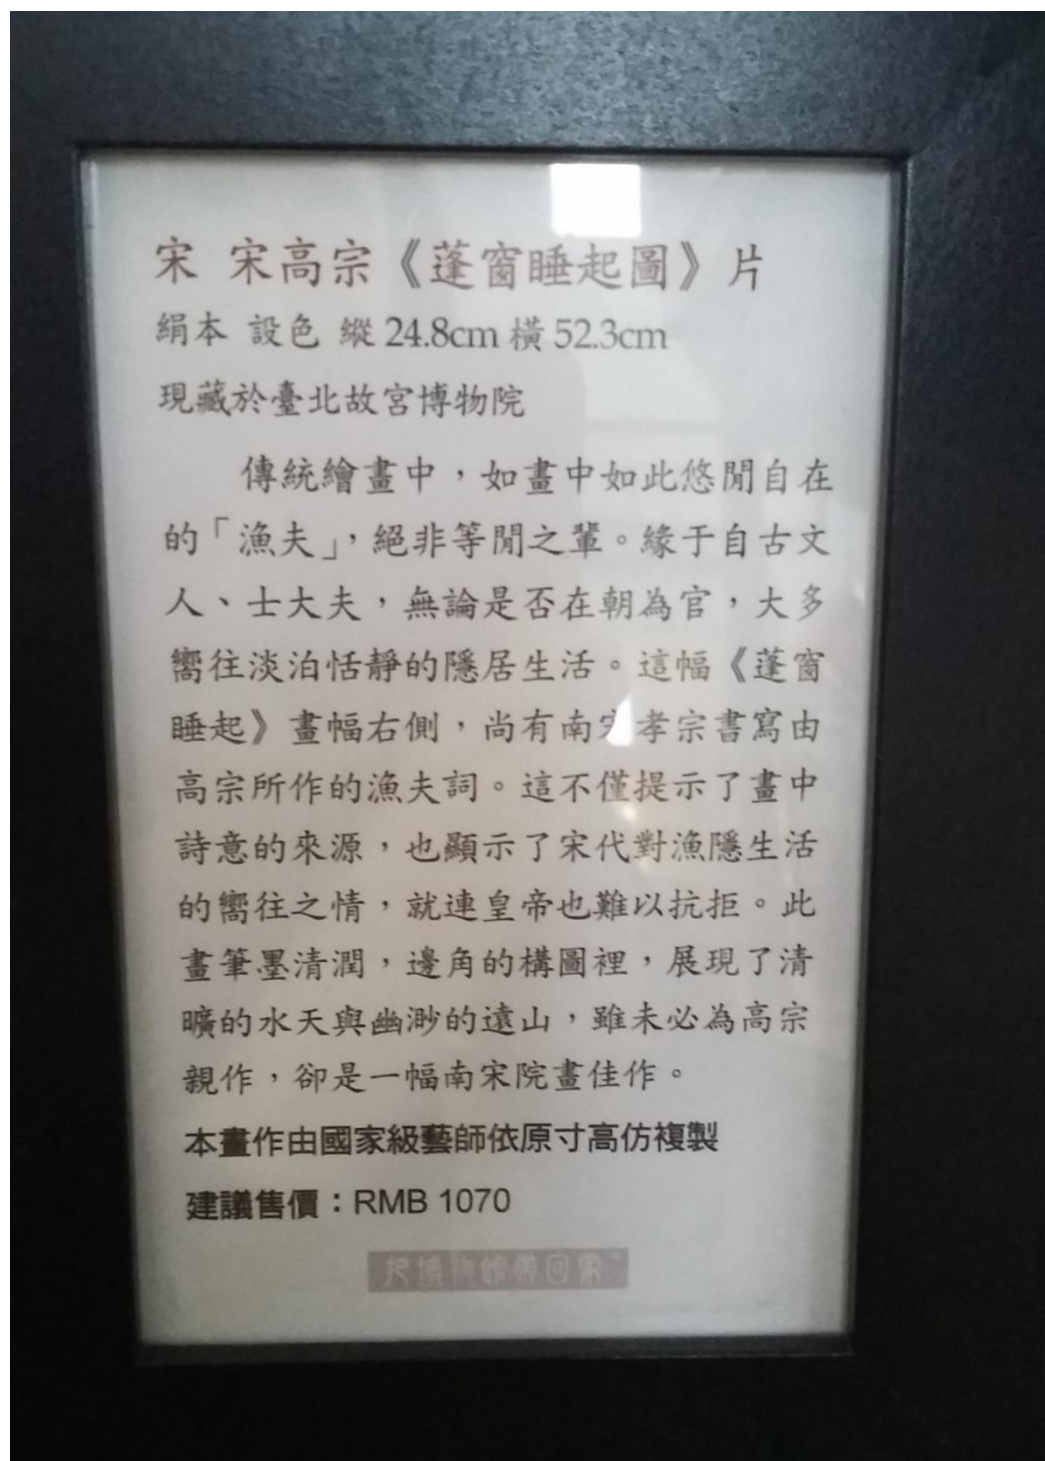 宋 宋高宗《蓬窗睡起圖》片
絹本 設色 縱 24.8cm 橫 52.3cm
現藏於臺北故宮博物院
傳統繪畫中，如畫中如此悠閒自在
的「漁夫」，絕非等閒之輩。緣于自古文
人、士大夫，無論是否在朝為官，大多
嚮往淡泊恬靜的隱居生活。這幅《蓬窗
睡起》畫幅右側，尚有南宋孝宗書寫由
高宗所作的漁夫詞。這不僅提示了畫中
詩意的來源，也顯示了宋代對漁隱生活
的嚮往之情，就連皇帝也難以抗拒。此
畫筆墨清潤，邊角的構圖裡，展現了清
曠的水天與幽渺的遠山，雖未必為高宗
親作，卻是一幅南宋院畫佳作。
本畫作由國家級藝師依原寸高仿複製
建議售價：RMB 1070
把博物館帶回家